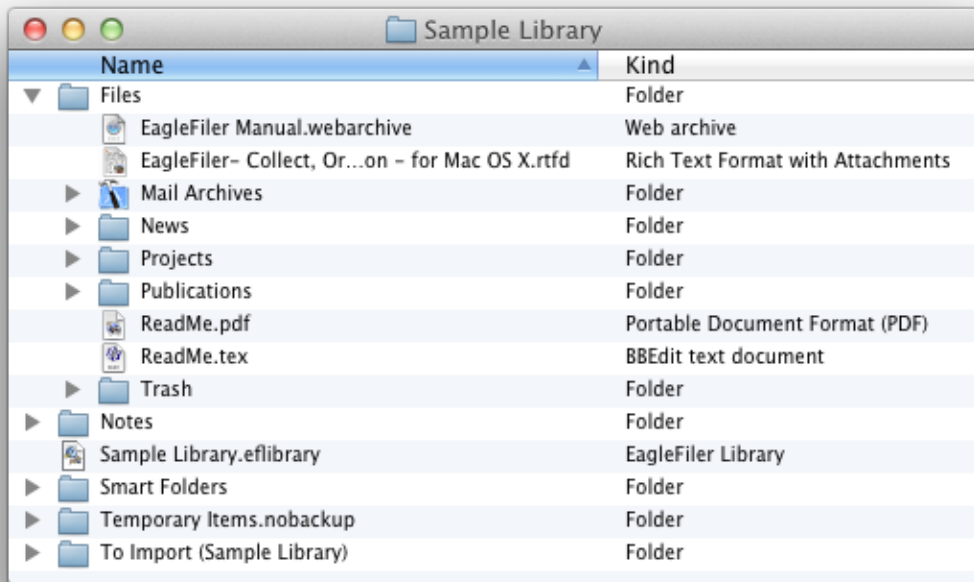 Sample Library
Name Kind
Files Folder
EagleFiler Manual.webarchive Web archive
EagleFiler– Collect, Or...on – for Mac OS X.rtfd Rich Text Format with Attachments
Mail Archives Folder
News Folder
Projects Folder
Publications Folder
ReadMe.pdf Portable Document Format (PDF)
ReadMe.tex BBEdit text document
Trash Folder
Notes Folder
Sample Library.eflibrary EagleFiler Library
Smart Folders Folder
Temporary Items.nobackup Folder
To Import (Sample Library) Folder